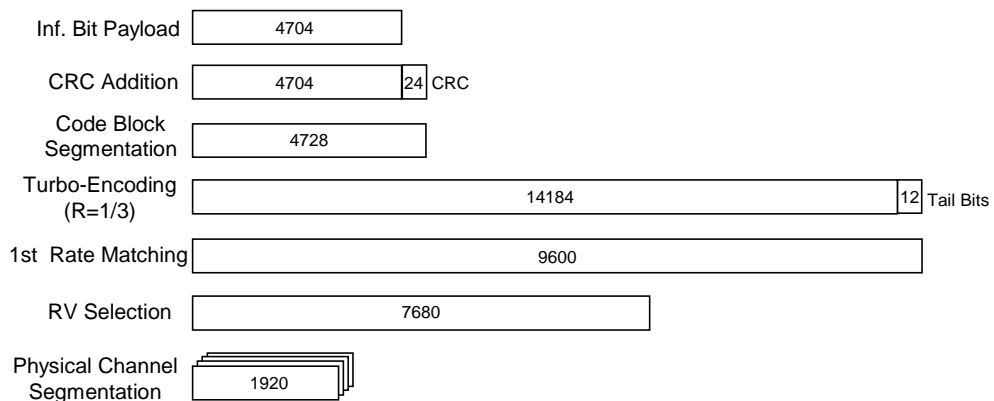 Inf. Bit Payload 4704
CRC Addition 4704 24 CRC
Code Block
Segmentation 4728
Turbo-Encoding
(R=1/3) 14184 12 Tail Bits
1st Rate Matching 9600
RV Selection 7680
Physical Channel
Segmentation 1920